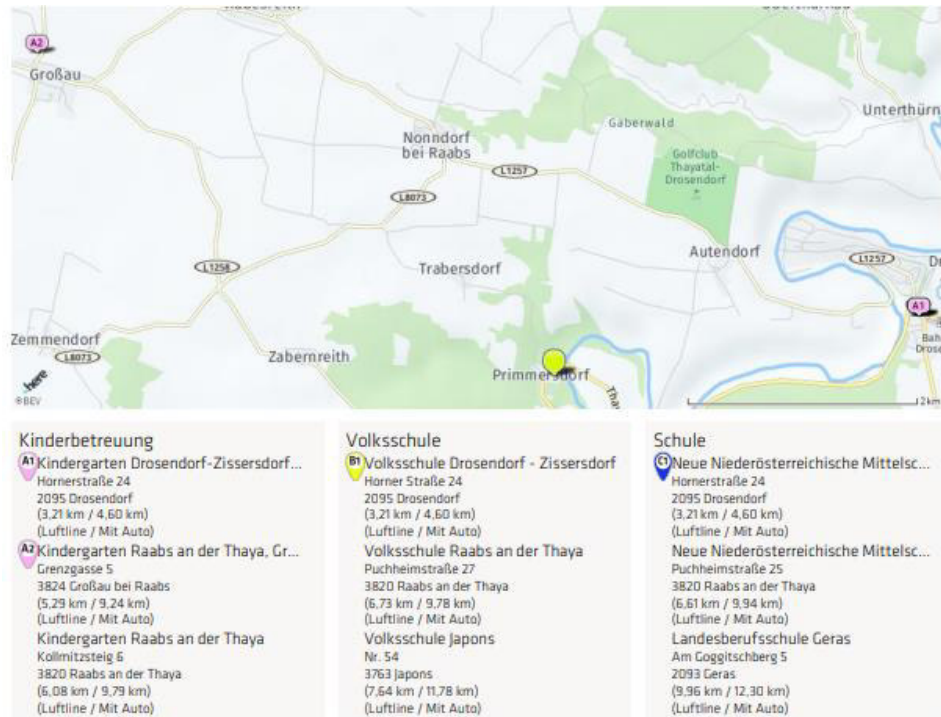 A2
Großau
Nonndorf
bei Raabs
Gaberwald
Unterthürn
L1257
Golfclub
Thayatal-
Drosendorf
L8073
Autendorf
L1257
Trabersdorf
L1258
A1
Zemmendorf
L8073
Zabernreith
Primmersdorf
here
©BEV
2km
Kinderbetreuung
A1 Kindergarten Drosendorf-Zissersdorf...
Hornerstraße 24
2095 Drosendorf
(3,21 km / 4,60 km)
(Luftline / Mit Auto)
A2 Kindergarten Raabs an der Thaya, Gr...
Grenzgasse 5
3824 Großau bei Raabs
(5,29 km / 9,24 km)
(Luftline / Mit Auto)
Kindergarten Raabs an der Thaya
Kollmitzsteig 6
3820 Raabs an der Thaya
(6,08 km / 9,79 km)
(Luftline / Mit Auto)
Volksschule
B1 Volksschule Drosendorf - Zissersdorf
Horner Straße 24
2095 Drosendorf
(3,21 km / 4,60 km)
(Luftline / Mit Auto)
Volksschule Raabs an der Thaya
Puchheimstraße 27
3820 Raabs an der Thaya
(6,73 km / 9,78 km)
(Luftline / Mit Auto)
Volksschule Japons
Nr. 54
3763 Japons
(7,64 km / 11,78 km)
(Luftline / Mit Auto)
Schule
C1 Neue Niederösterreichische Mittelsc...
Hornerstraße 24
2095 Drosendorf
(3,21 km / 4,60 km)
(Luftline / Mit Auto)
Neue Niederösterreichische Mittelsc...
Puchheimstraße 25
3820 Raabs an der Thaya
(6,61 km / 9,94 km)
(Luftline / Mit Auto)
Landesberufsschule Geras
Am Goggitschberg 5
2093 Geras
(9,96 km / 12,30 km)
(Luftline / Mit Auto)